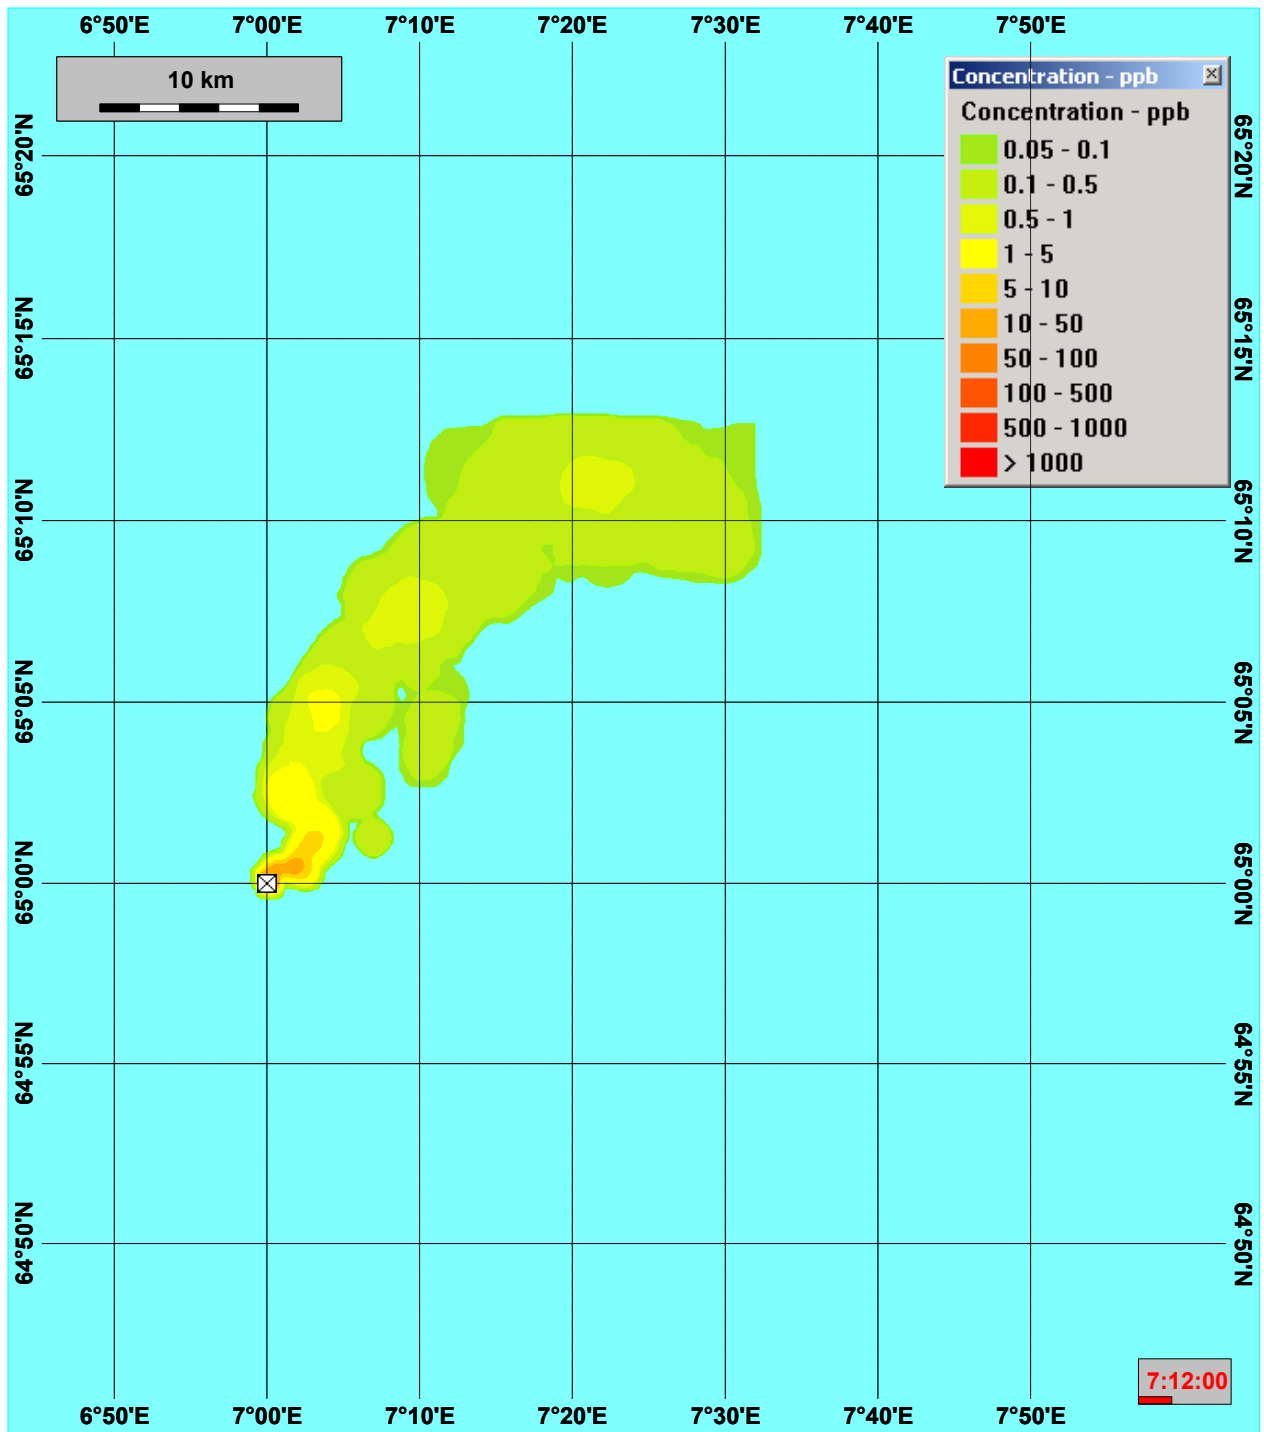 6°50'E 7°00'E 7°10'E 7°20'E 7°30'E 7°40'E 7°50'E
10 km
Concentration - ppb
Concentration - ppb
0.05 - 0.1
0.1 - 0.5
0.5 - 1
1 - 5
5 - 10
10 - 50
50 - 100
100 - 500
500 - 1000
> 1000
65°20'N 65°20'N
65°15'N 65°15'N
65°10'N 65°10'N
65°05'N 65°05'N
65°00'N 65°00'N
64°55'N 64°55'N
64°50'N 64°50'N
7:12:00
6°50'E 7°00'E 7°10'E 7°20'E 7°30'E 7°40'E 7°50'E